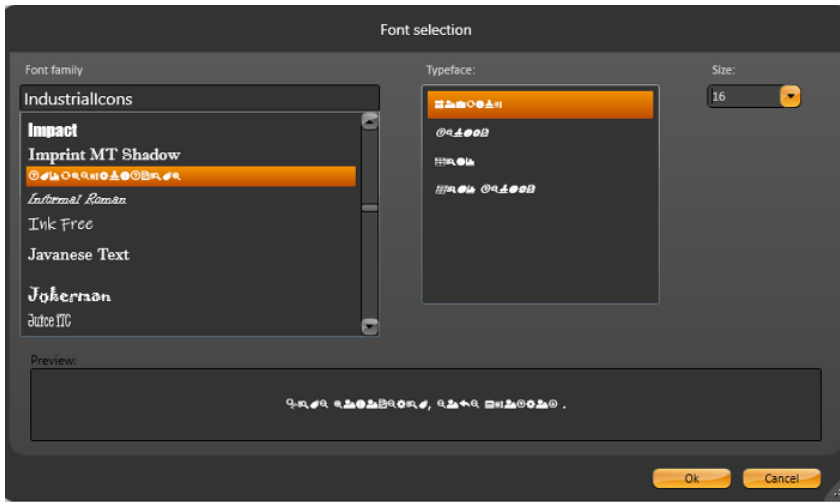 Font selection
Font family
Typeface:
Size:
IndustrialIcons
16
Impact
Imprint MT Shadow
Informal Roman
Ink Free
Javanese Text
Jokerman
Juice ITC
Preview:
Ok
Cancel